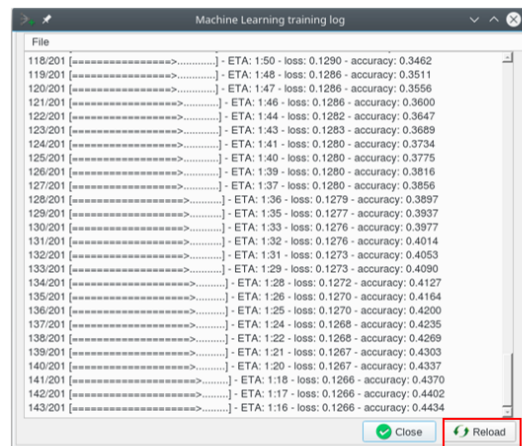 Machine Learning training log
File
118/201 [=================>.............] - ETA: 1:50 - loss: 0.1290 - accuracy: 0.3462
119/201 [=================>.............] - ETA: 1:48 - loss: 0.1286 - accuracy: 0.3511
120/201 [=================>.............] - ETA: 1:47 - loss: 0.1286 - accuracy: 0.3556
121/201 [==================>............] - ETA: 1:46 - loss: 0.1286 - accuracy: 0.3600
122/201 [==================>............] - ETA: 1:44 - loss: 0.1282 - accuracy: 0.3647
123/201 [==================>............] - ETA: 1:43 - loss: 0.1283 - accuracy: 0.3689
124/201 [==================>............] - ETA: 1:41 - loss: 0.1280 - accuracy: 0.3734
125/201 [==================>............] - ETA: 1:40 - loss: 0.1280 - accuracy: 0.3775
126/201 [==================>............] - ETA: 1:39 - loss: 0.1280 - accuracy: 0.3816
127/201 [==================>............] - ETA: 1:37 - loss: 0.1280 - accuracy: 0.3856
128/201 [===================>...........] - ETA: 1:36 - loss: 0.1279 - accuracy: 0.3897
129/201 [===================>...........] - ETA: 1:35 - loss: 0.1277 - accuracy: 0.3937
130/201 [===================>...........] - ETA: 1:33 - loss: 0.1276 - accuracy: 0.3977
131/201 [===================>...........] - ETA: 1:32 - loss: 0.1276 - accuracy: 0.4014
132/201 [===================>...........] - ETA: 1:31 - loss: 0.1273 - accuracy: 0.4053
133/201 [===================>...........] - ETA: 1:29 - loss: 0.1273 - accuracy: 0.4090
134/201 [====================>..........] - ETA: 1:28 - loss: 0.1272 - accuracy: 0.4127
135/201 [====================>..........] - ETA: 1:26 - loss: 0.1270 - accuracy: 0.4164
136/201 [====================>..........] - ETA: 1:25 - loss: 0.1270 - accuracy: 0.4200
137/201 [====================>..........] - ETA: 1:24 - loss: 0.1268 - accuracy: 0.4235
138/201 [====================>..........] - ETA: 1:22 - loss: 0.1268 - accuracy: 0.4269
139/201 [====================>..........] - ETA: 1:21 - loss: 0.1267 - accuracy: 0.4303
140/201 [====================>..........] - ETA: 1:20 - loss: 0.1267 - accuracy: 0.4337
141/201 [=====================>.........] - ETA: 1:18 - loss: 0.1266 - accuracy: 0.4370
142/201 [=====================>.........] - ETA: 1:17 - loss: 0.1266 - accuracy: 0.4402
143/201 [=====================>.........] - ETA: 1:16 - loss: 0.1266 - accuracy: 0.4434
Close Reload